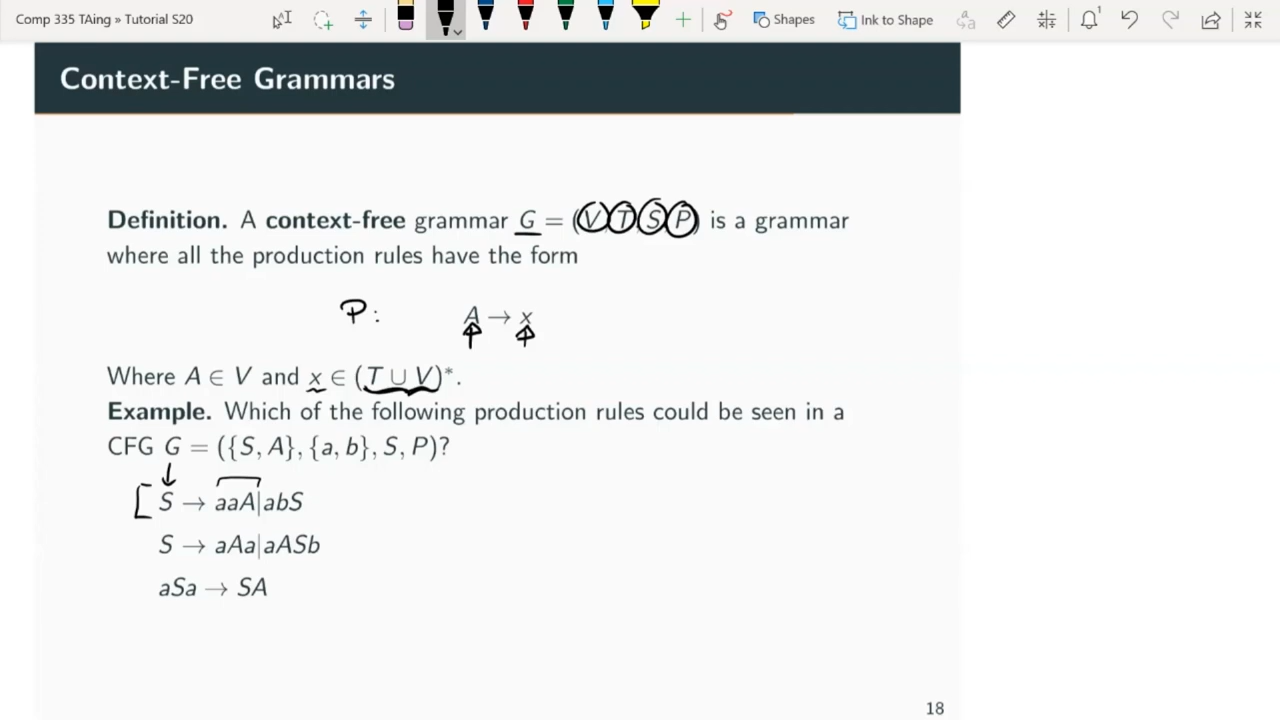 Comp 335 TAing » Tutorial S20
Shapes
Ink to Shape
Context-Free Grammars
Definition. A context-free grammar G = (V, T, S, P) is a grammar
where all the production rules have the form
P: A → x
Where A ∈ V and x ∈ (T ∪ V)*.
Example. Which of the following production rules could be seen in a
CFG G = ({S, A}, {a, b}, S, P)?
S → aaA|abS
S → aAa|aASb
aSa → SA
18